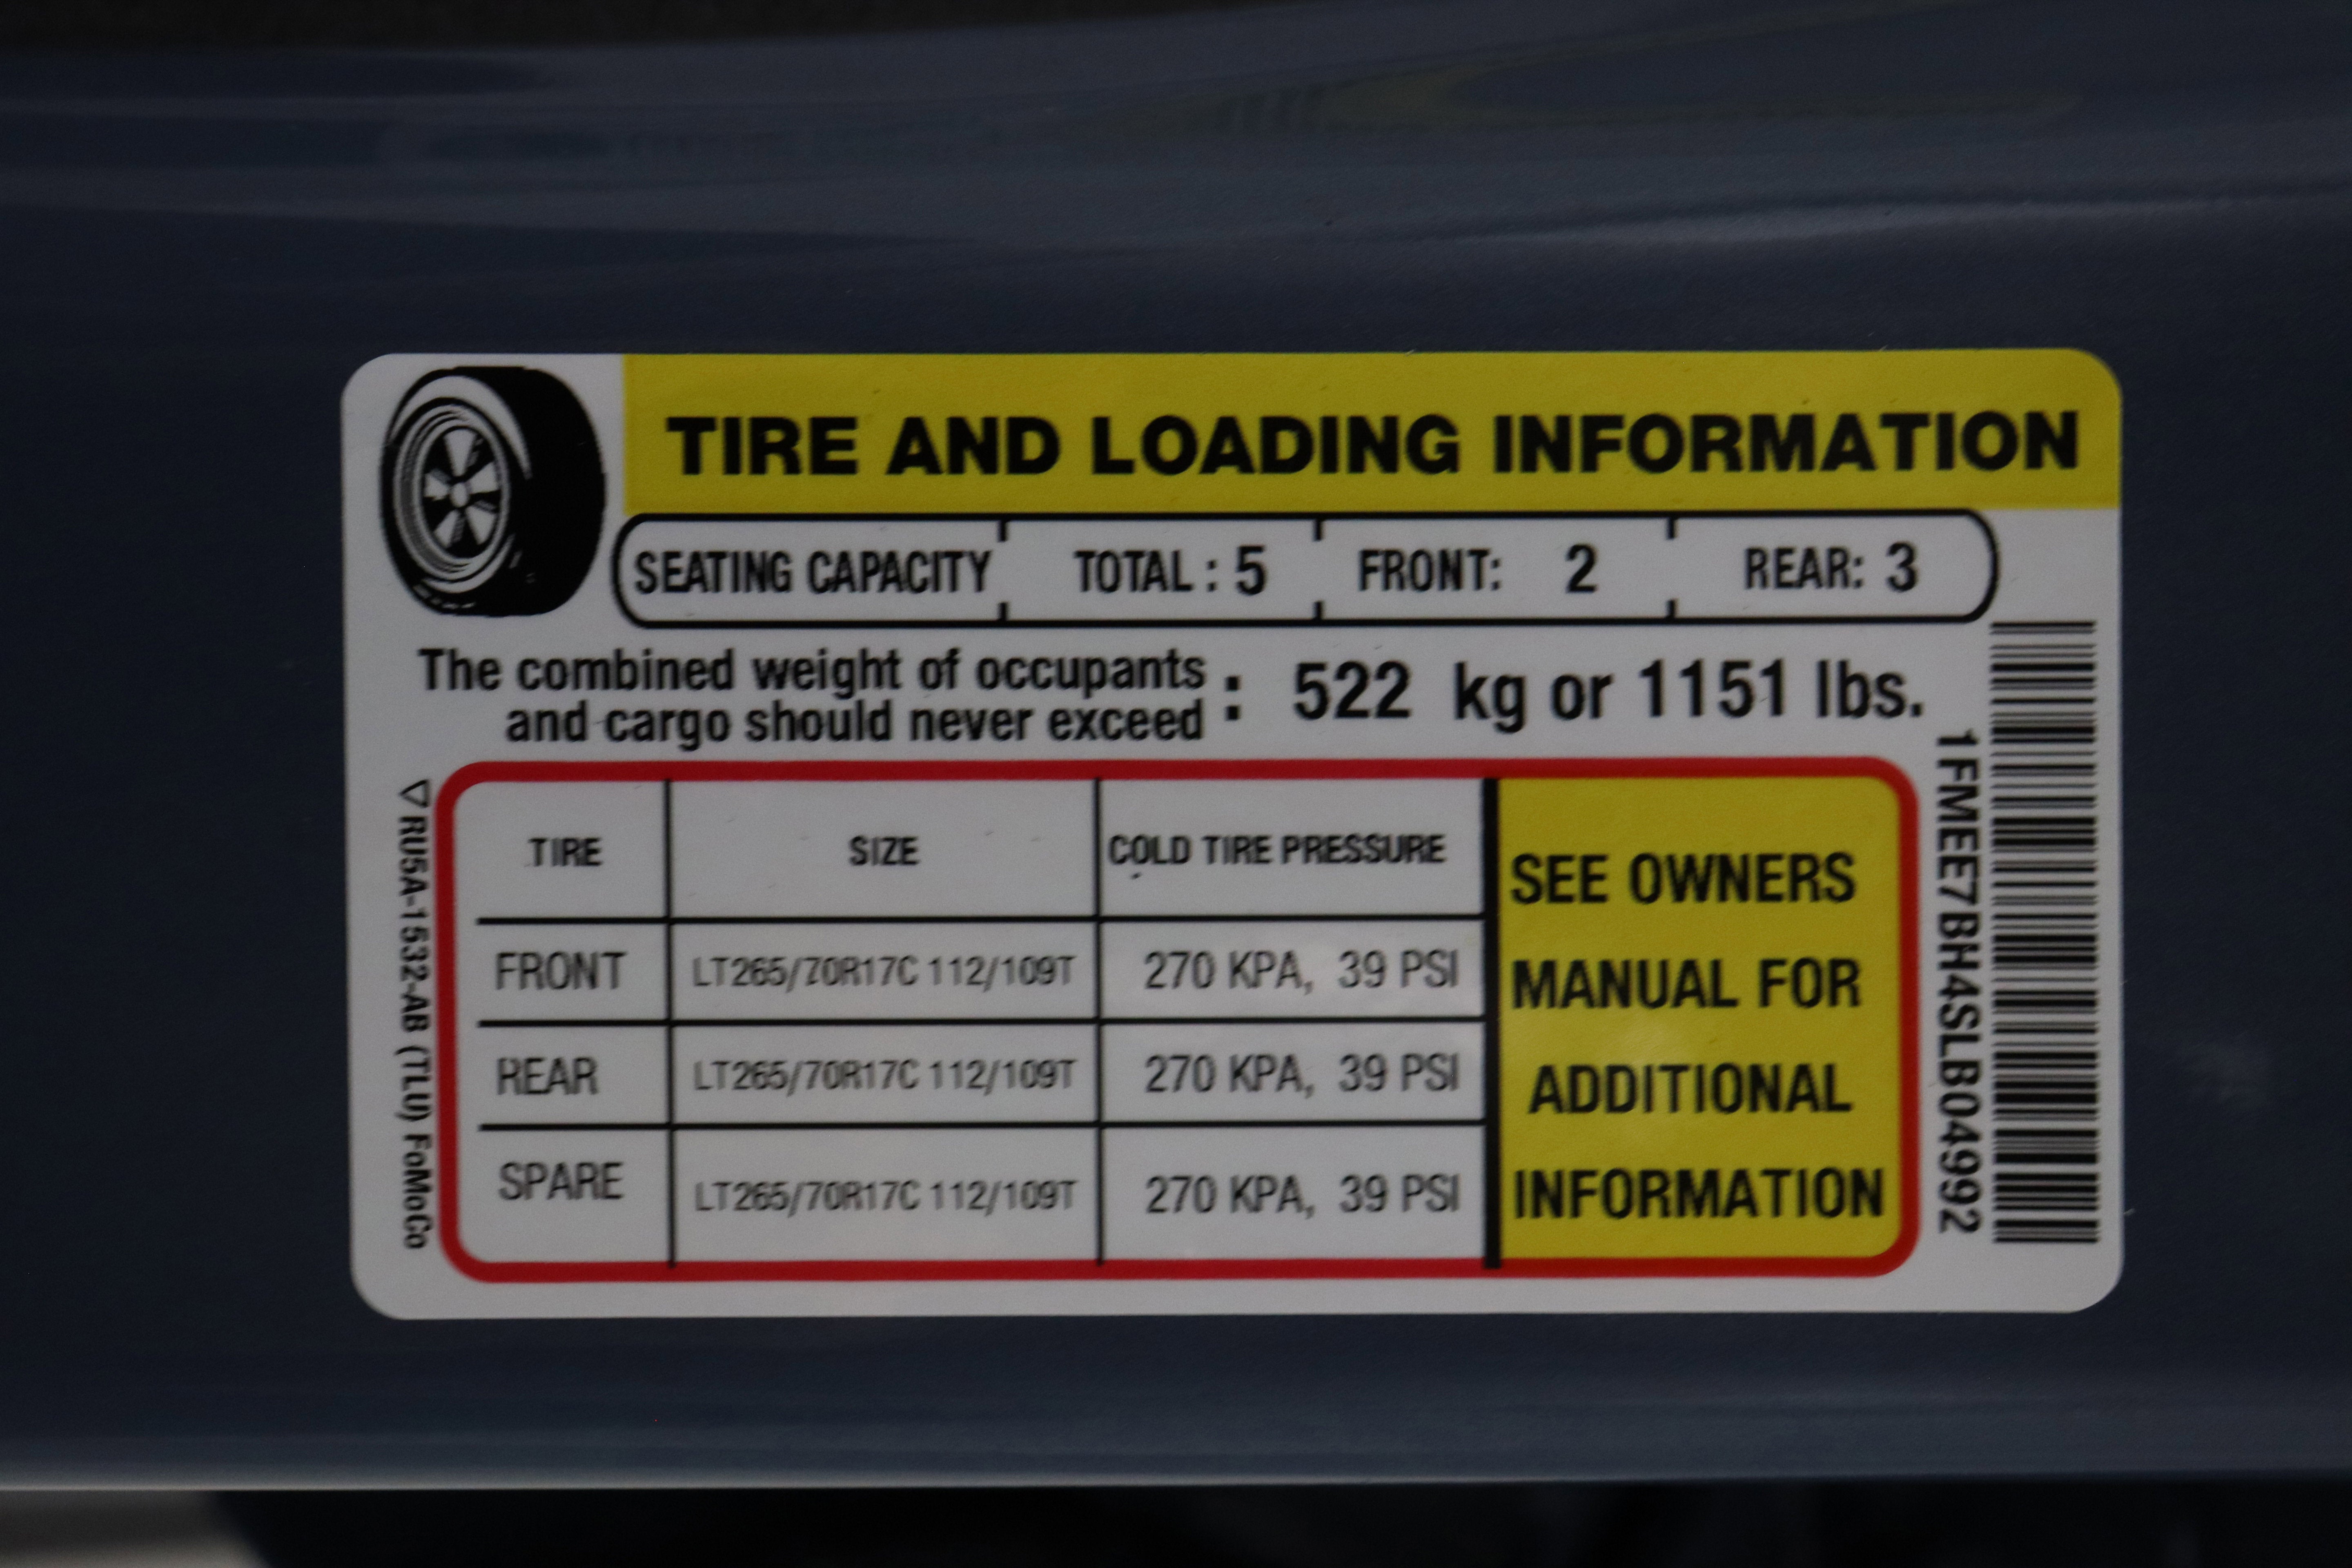 TIRE AND LOADING INFORMATION
SEATING CAPACITY TOTAL : 5 FRONT: 2 REAR: 3
The combined weight of occupants
and cargo should never exceed : 522 kg or 1151 lbs.
TIRE SIZE COLD TIRE PRESSURE
FRONT LT265/70R17C 112/109T 270 KPA, 39 PSI
REAR LT265/70R17C 112/109T 270 KPA, 39 PSI
SPARE LT265/70R17C 112/109T 270 KPA, 39 PSI
SEE OWNERS
MANUAL FOR
ADDITIONAL
INFORMATION
RU5A-1532-AB (TLU) FoMoCo
1FMEE7BH4SLB04992